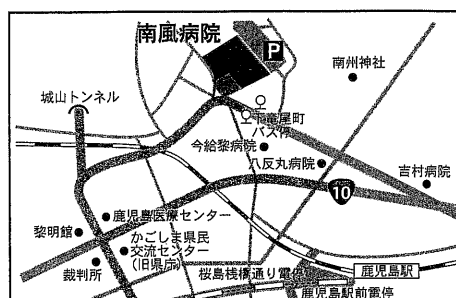 南風病院
P
南州神社
城山トンネル
下竜尾町
バス停
今給黎病院
八反丸病院
吉村病院
10
鹿児島医療センター
黎明館
かごしま県民
交流センター
(旧県庁)
裁判所
桜島桟橋通り電停
鹿児島駅
鹿児島駅前電停